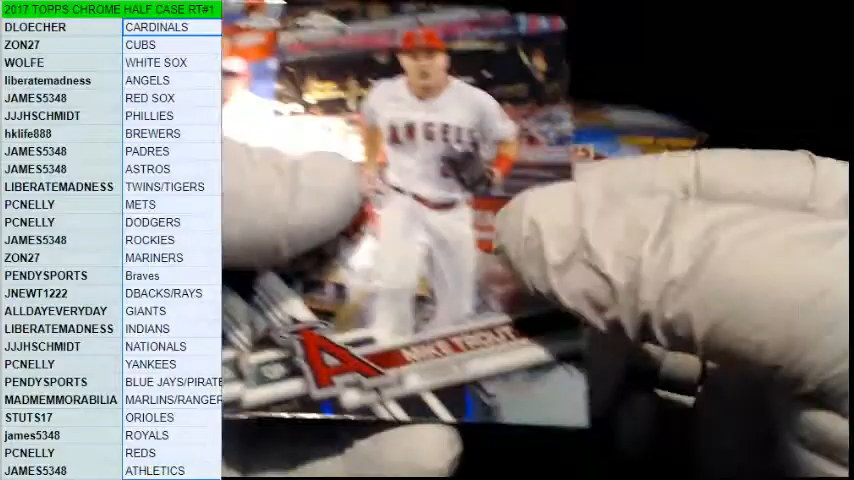 2017 TOPPS CHROME HALF CASE RT#1
DLOECHER CARDINALS
ZON27 CUBS
WOLFE WHITE SOX
liberatemadness ANGELS
JAMES5348 RED SOX
JJJHSCHMIDT PHILLIES
hklife888 BREWERS
JAMES5348 PADRES
JAMES5348 ASTROS
LIBERATEMADNESS TWINS/TIGERS
PCNELLY METS
PCNELLY DODGERS
JAMES5348 ROCKIES
ZON27 MARINERS
PENDYSPORTS Braves
JNEWT1222 DBACKS/RAYS
ALLDAYEVERYDAY GIANTS
LIBERATEMADNESS INDIANS
JJJHSCHMIDT NATIONALS
PCNELLY YANKEES
PENDYSPORTS BLUE JAYS/PIRATE
MADMEMMORABILIA MARLINS/RANGER
STUTS17 ORIOLES
james5348 ROYALS
PCNELLY REDS
JAMES5348 ATHLETICS
ANGELS
A
MIKE TROUT